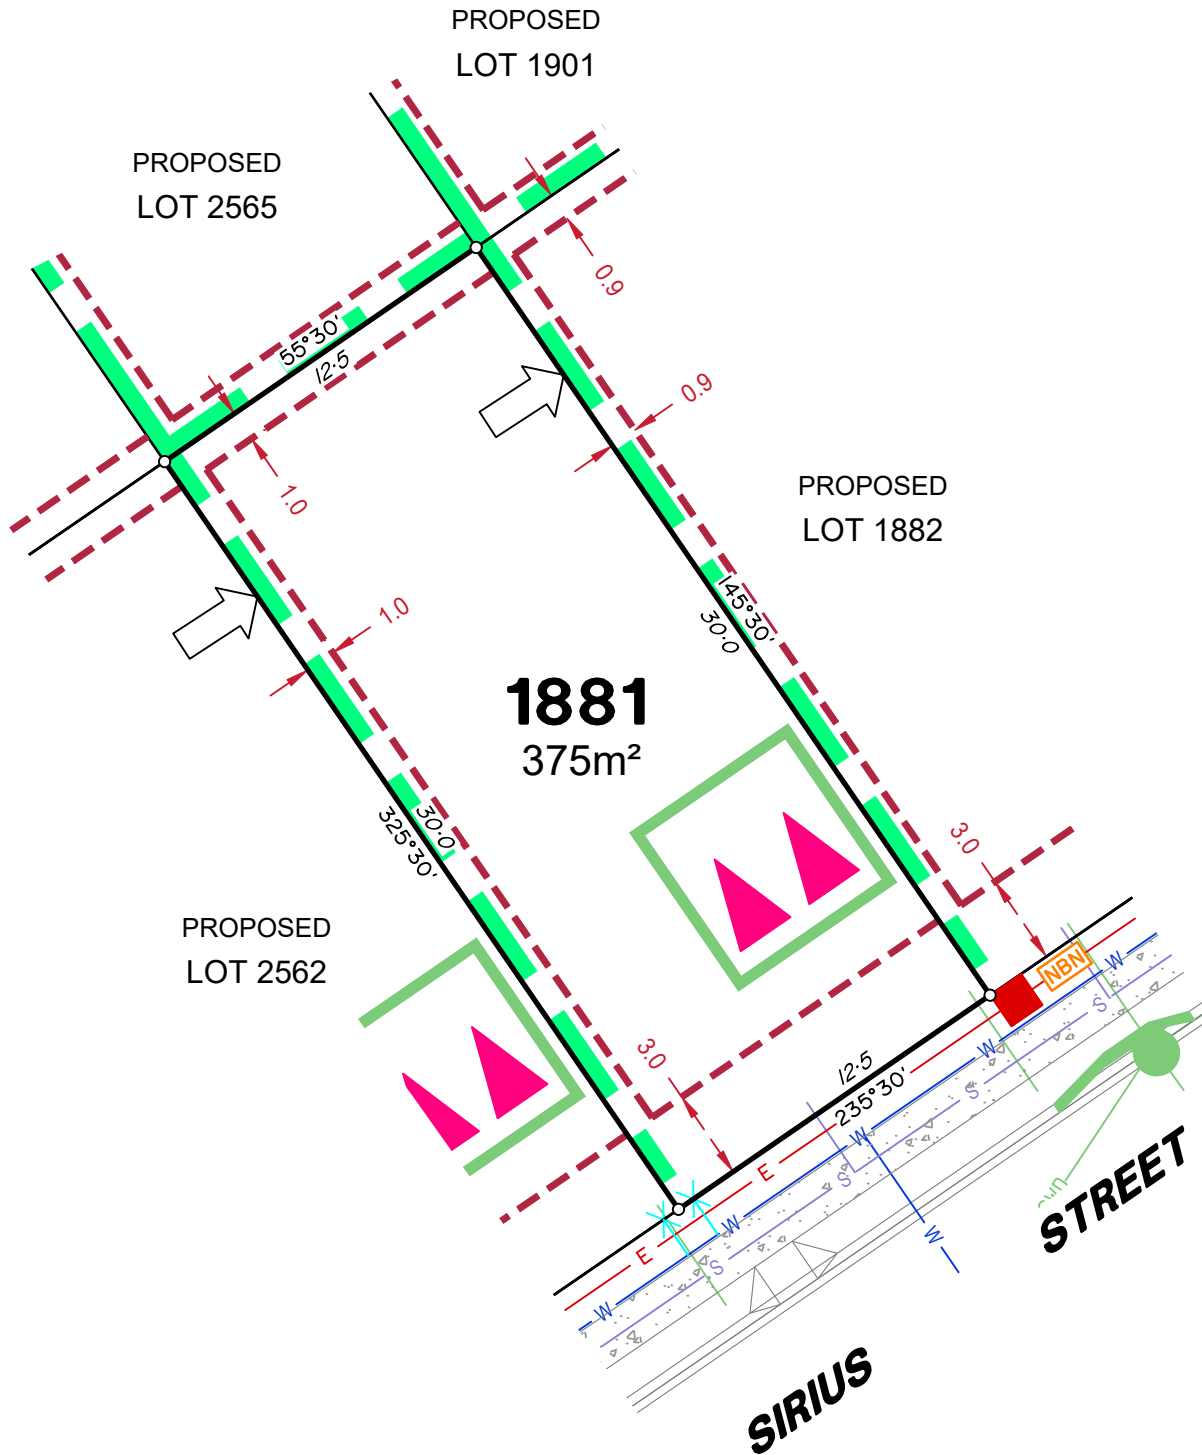 PROPOSED
LOT 1901
PROPOSED
LOT 2565
0.9
55°30'
12·5
0.9
1.0
PROPOSED
LOT 1882
145°30'
30·0
1.0
1881
375m²
30·0
325°30'
3.0
PROPOSED
LOT 2562
NBN
W
S
3.0
W
12·5
235°30'
S
W
E
S
W
W
E
S
W
STREET
SIRIUS